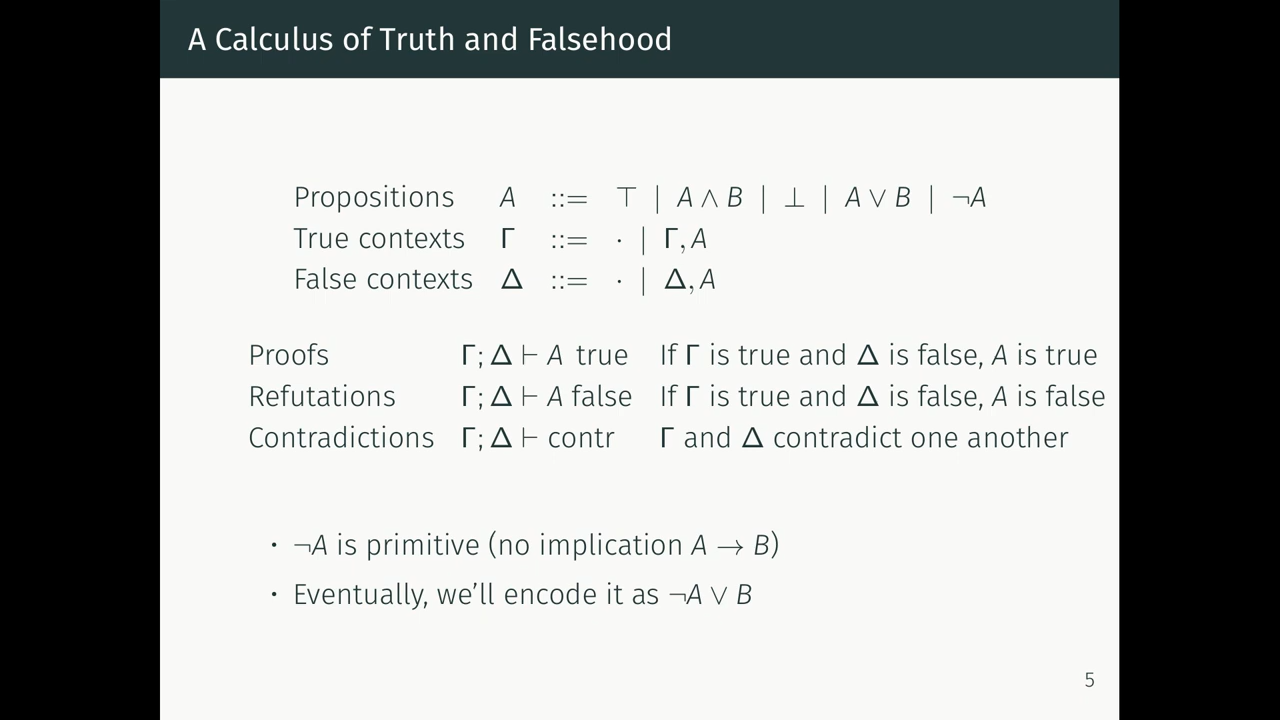 A Calculus of Truth and Falsehood
Propositions A ::= ⊤ | A ∧ B | ⊥ | A ∨ B | ¬A
True contexts Γ ::= · | Γ, A
False contexts Δ ::= · | Δ, A
Proofs Γ; Δ ⊢ A true If Γ is true and Δ is false, A is true
Refutations Γ; Δ ⊢ A false If Γ is true and Δ is false, A is false
Contradictions Γ; Δ ⊢ contr Γ and Δ contradict one another
· ¬A is primitive (no implication A → B)
· Eventually, we’ll encode it as ¬A ∨ B
5